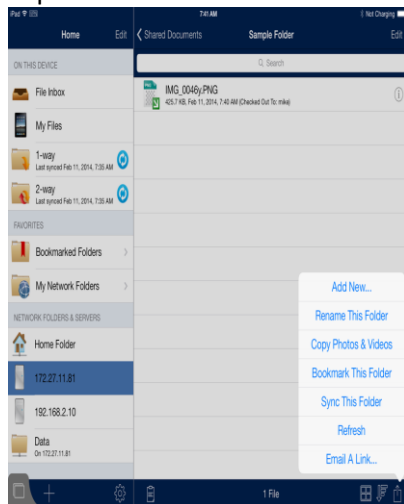 iPad
7:41 AM
Not Charging
Home
Edit
Shared Documents
Sample Folder
Edit
ON THIS DEVICE
File Inbox
My Files
1-way
Last synced Feb 11, 2014, 7:35 AM
2-way
Last synced Feb 11, 2014, 7:35 AM
FAVORITES
Bookmarked Folders
My Network Folders
NETWORK FOLDERS & SERVERS
Home Folder
172.27.11.81
192.168.2.10
Data
On 172.27.11.81
Search
IMG_0046y.PNG
425.7 KB, Feb 11, 2014, 7:40 AM (Checked Out To: mike)
Add New...
Rename This Folder
Copy Photos & Videos
Bookmark This Folder
Sync This Folder
Refresh
Email A Link...
1 File